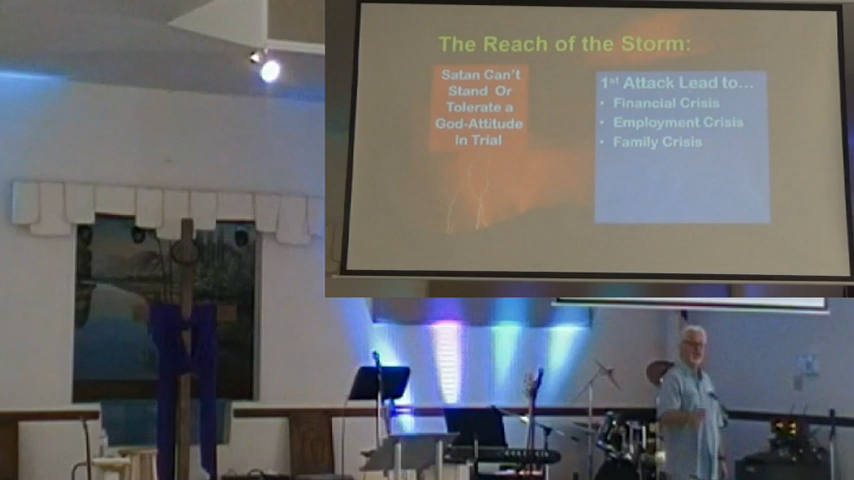 The Reach of the Storm:
Satan Can't
Stand Or
Tolerate a
God-Attitude
In Trial
1st Attack Lead to...
• Financial Crisis
• Employment Crisis
• Family Crisis